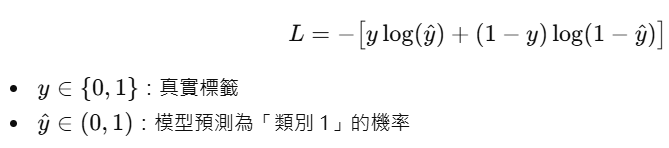 L = −[y log(ŷ) + (1 − y) log(1 − ŷ)]
• y ∈ {0, 1}：真實標籤
• ŷ ∈ (0, 1)：模型預測為「類別 1」的機率